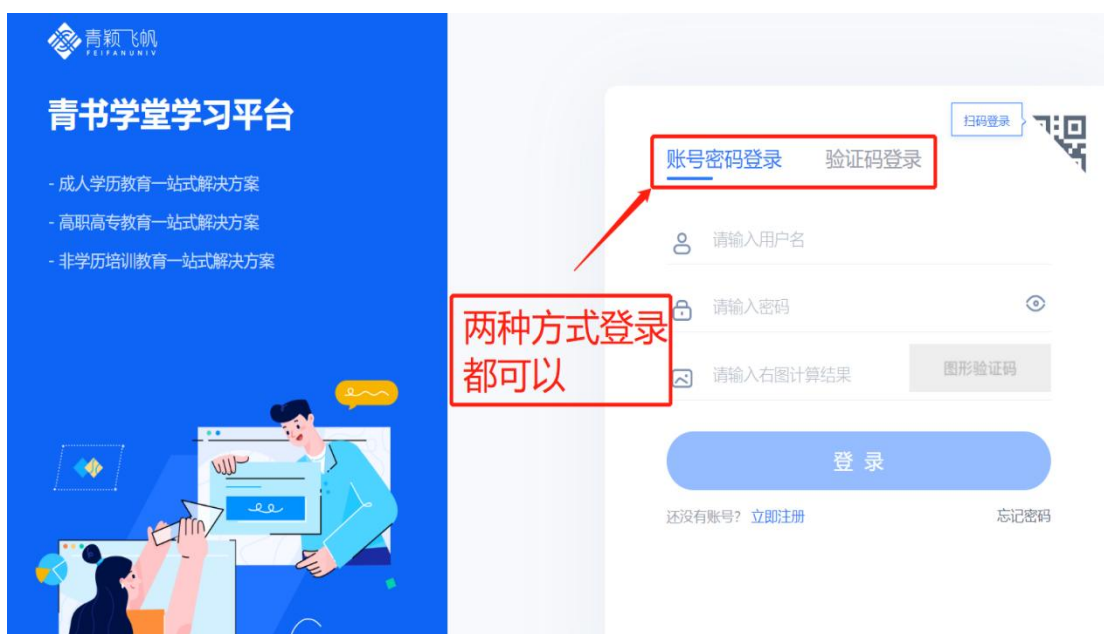 青颖飞帆
FEIFANUNIV
青书学堂学习平台
- 成人学历教育一站式解决方案
- 高职高专教育一站式解决方案
- 非学历培训教育一站式解决方案
扫码登录
账号密码登录 验证码登录
请输入用户名
两种方式登录
都可以
请输入密码
请输入右图计算结果 图形验证码
登 录
还没有账号? 立即注册 忘记密码